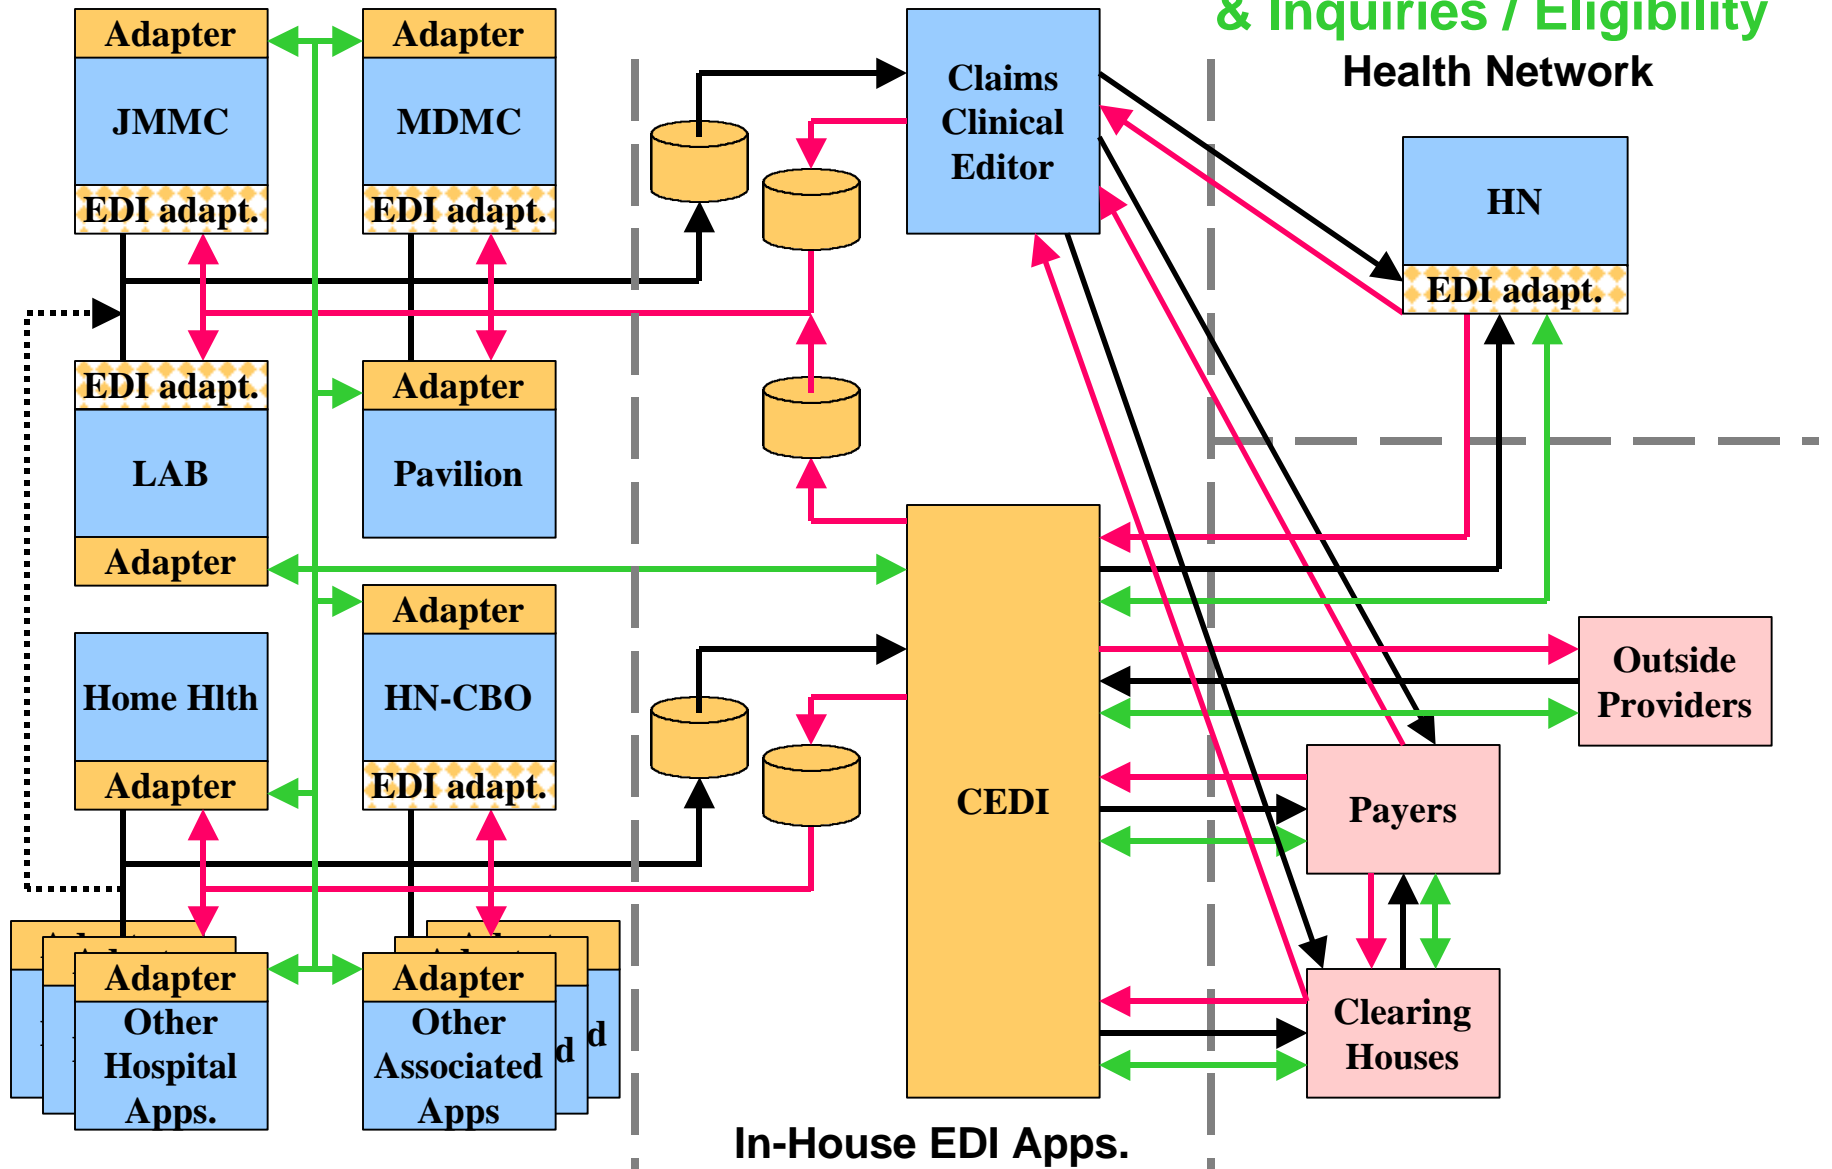 & Inquiries / Eligibility
Health Network
Adapter
JMMC
EDI adapt.
Adapter
MDMC
EDI adapt.
Claims
Clinical
Editor
HN
EDI adapt.
EDI adapt.
LAB
Adapter
Adapter
Pavilion
Home Hlth
Adapter
Adapter
HN-CBO
EDI adapt.
CEDI
Outside
Providers
Payers
Clearing
Houses
Adapter
Other
Hospital
Apps.
Adapter
Other
Associated
Apps
d
d
In-House EDI Apps.